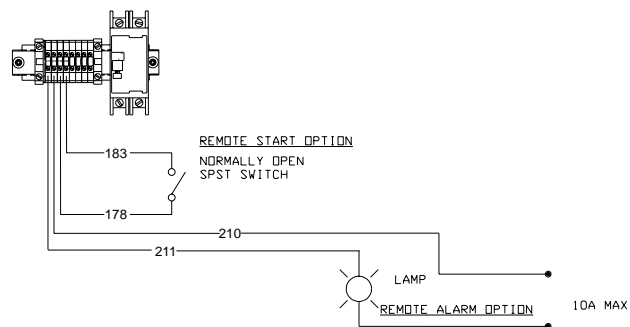 REMOTE START OPTION
183
NORMALLY OPEN
SPST SWITCH
178
210
211
LAMP
REMOTE ALARM OPTION
10A MAX